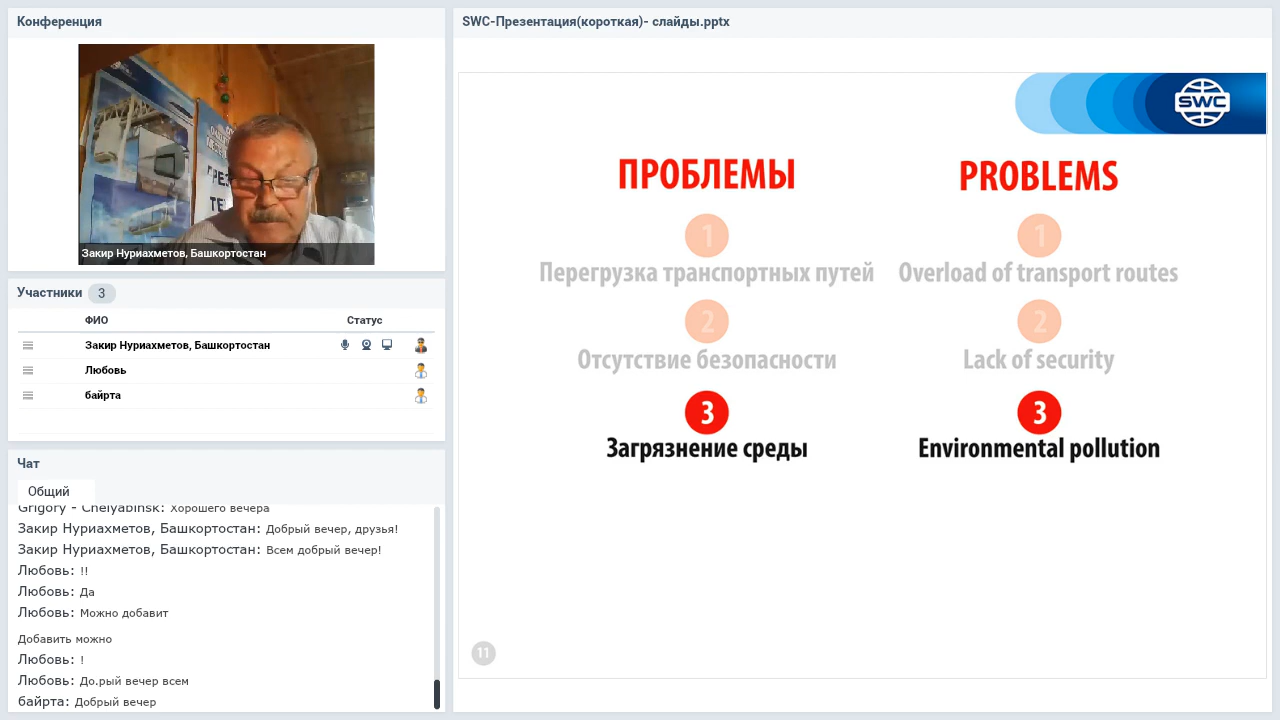 Конференция
Закир Нуриахметов, Башкортостан
Участники 3
ФИО Статус
Закир Нуриахметов, Башкортостан
Любовь
байрта
Чат
Общий
Grigory - Chelyabinsk: Хорошего вечера
Закир Нуриахметов, Башкортостан: Добрый вечер, друзья!
Закир Нуриахметов, Башкортостан: Всем добрый вечер!
Любовь: !!
Любовь: Да
Любовь: Можно добавит
Добавить можно
Любовь: !
Любовь: До.рый вечер всем
байрта: Добрый вечер
SWC-Презентация(короткая)- слайды.pptx
SWC
ПРОБЛЕМЫ
1
Перегрузка транспортных путей
2
Отсутствие безопасности
3
Загрязнение среды
PROBLEMS
1
Overload of transport routes
2
Lack of security
3
Environmental pollution
11